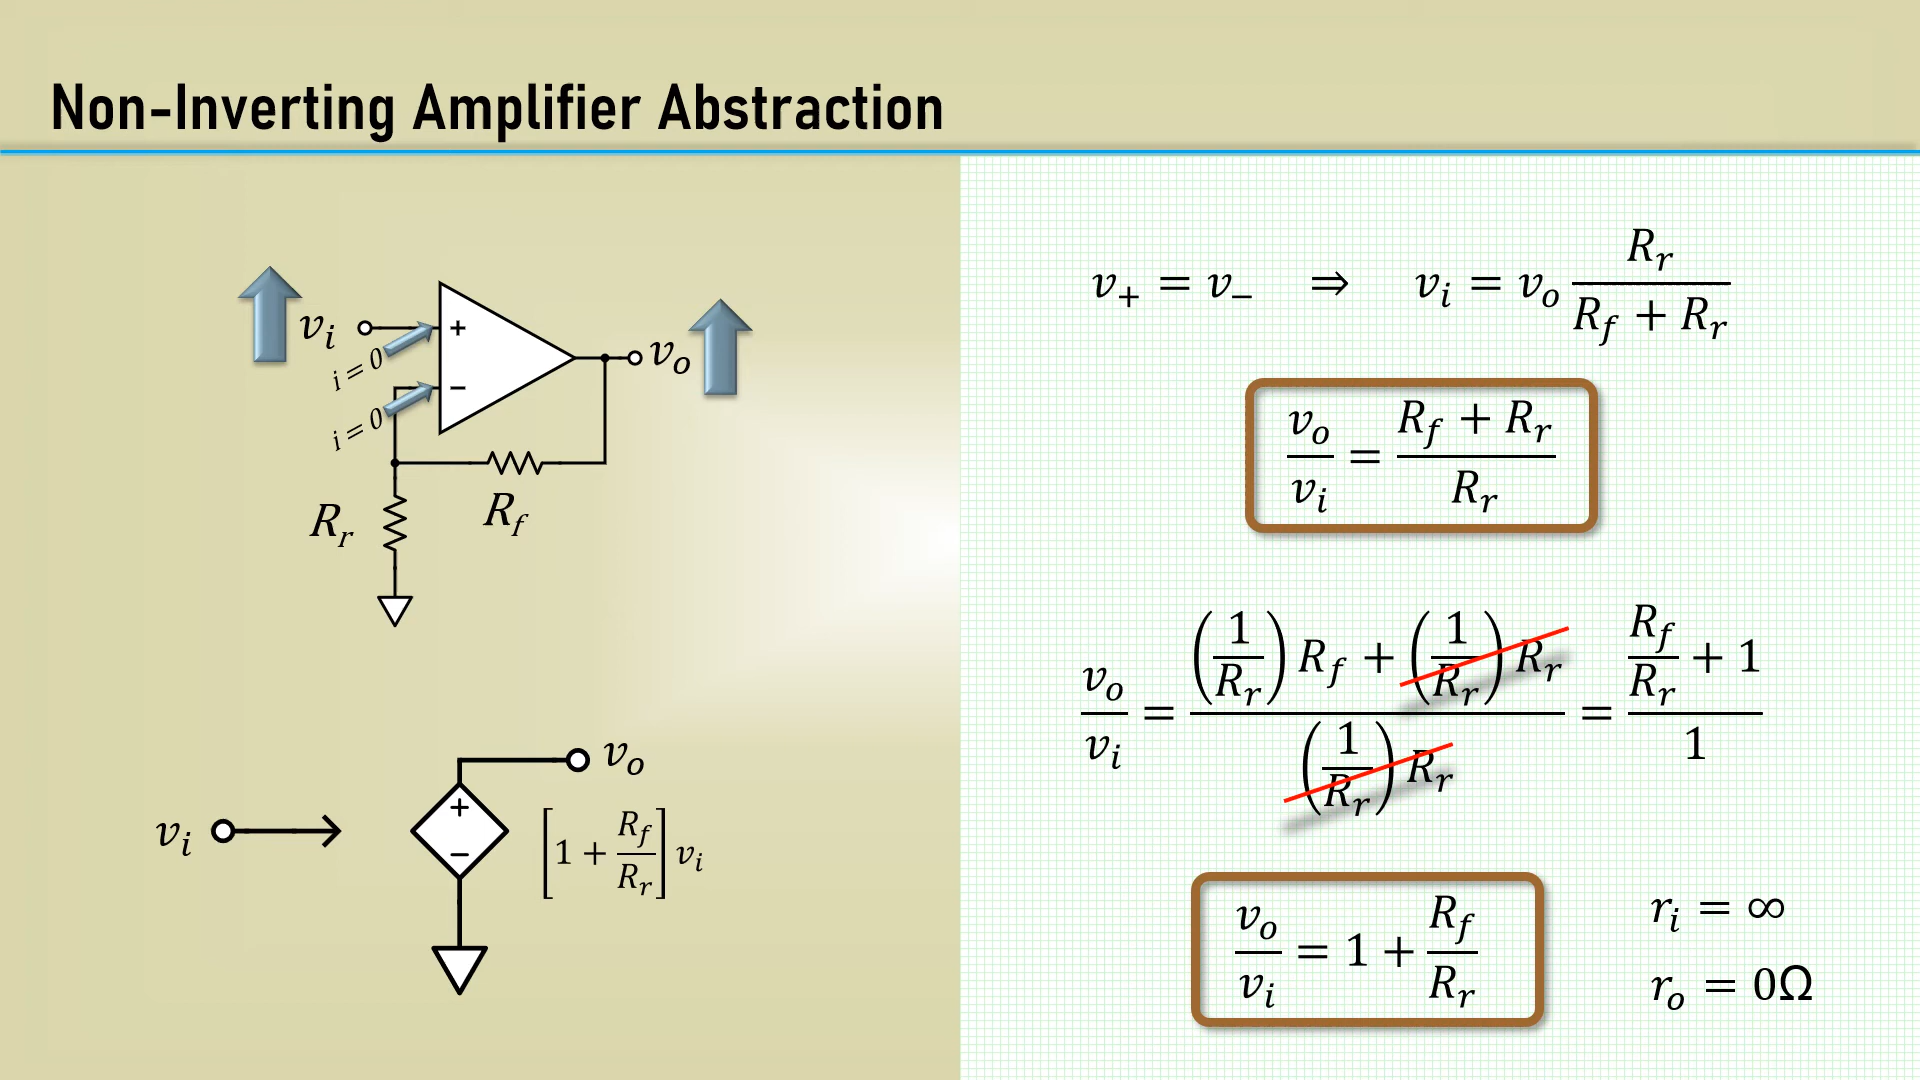 Non-Inverting Amplifier Abstraction
v_i
i = 0
i = 0
+
−
v_o
R_r
R_f
v_i
+
−
v_o
[1 + R_f/R_r] v_i
v_+ = v_− ⇒ v_i = v_o R_r/(R_f + R_r)
v_o/v_i = (R_f + R_r)/R_r
v_o/v_i = ((1/R_r) R_f + (1/R_r) R_r)/((1/R_r) R_r) = (R_f/R_r + 1)/1
v_o/v_i = 1 + R_f/R_r
r_i = ∞
r_o = 0Ω